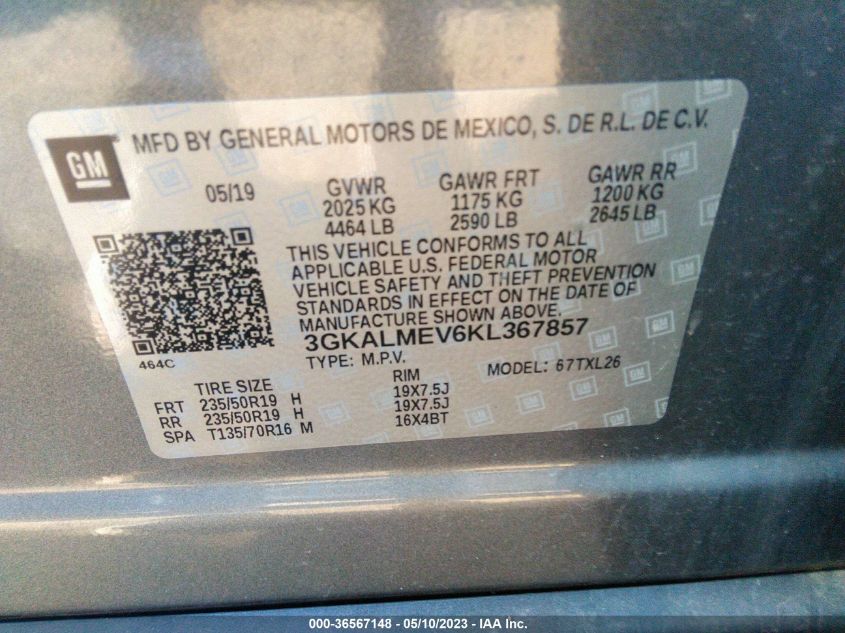 GM
MFD BY GENERAL MOTORS DE MEXICO, S. DE R.L. DE C.V.
05/19 GVWR GAWR FRT GAWR RR
2025 KG 1175 KG 1200 KG
4464 LB 2590 LB 2645 LB
THIS VEHICLE CONFORMS TO ALL
APPLICABLE U.S. FEDERAL MOTOR
VEHICLE SAFETY AND THEFT PREVENTION
STANDARDS IN EFFECT ON THE DATE OF
MANUFACTURE SHOWN ABOVE.
3GKALMEV6KL367857
464C TYPE: M.P.V. MODEL: 67TXL26
TIRE SIZE RIM
FRT 235/50R19 H 19X7.5J
RR 235/50R19 H 19X7.5J
SPA T135/70R16 M 16X4BT
000-36567148 - 05/10/2023 - IAA Inc.